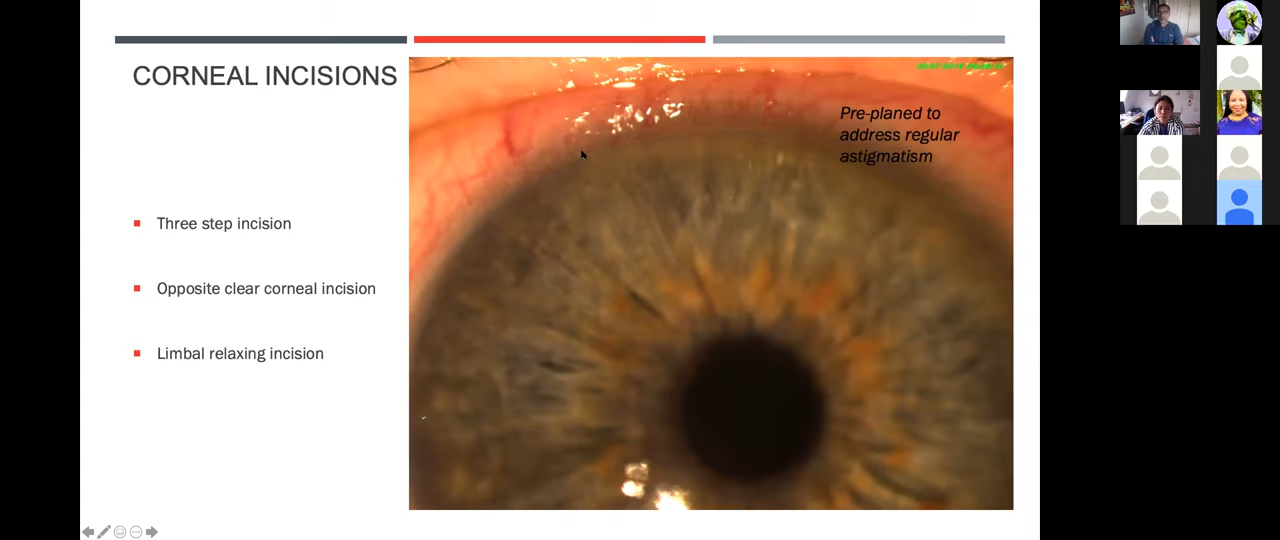 CORNEAL INCISIONS
Pre-planed to
address regular
astigmatism
Three step incision
Opposite clear corneal incision
Limbal relaxing incision